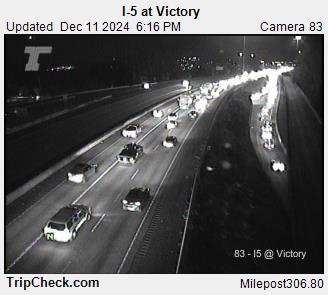 I-5 at Victory
Updated Dec 11 2024 6:16 PM Camera 83
T
83 - I5 @ Victory
TripCheck.com Milepost306.80